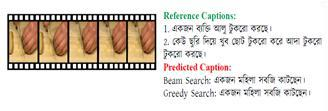 Reference Captions:
1. একজন ব্যক্তি আলু টুকরো করছে।
2. কেউ ছুরি দিয়ে খুব ছোট টুকরো করে আদা টুকরো
টুকরো করছে।
Predicted Caption:
Beam Search: একজন মহিলা সবজি কাটছেন।
Greedy Search: একজন মহিলা সবজি কাটছেন।